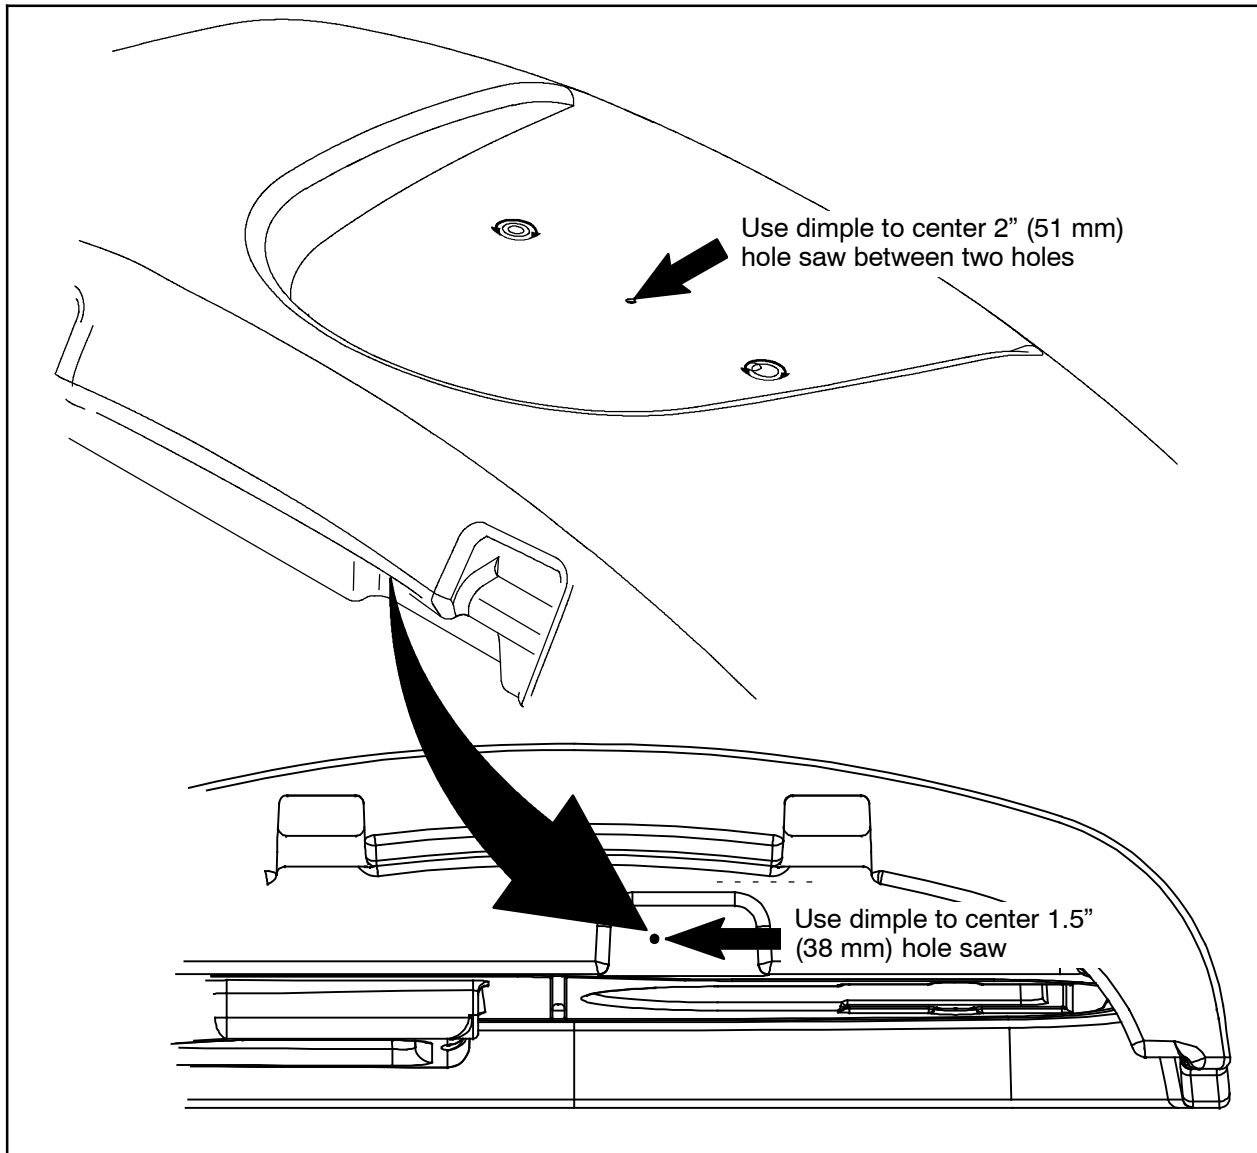 Use dimple to center 2” (51 mm)
hole saw between two holes
Use dimple to center 1.5”
(38 mm) hole saw